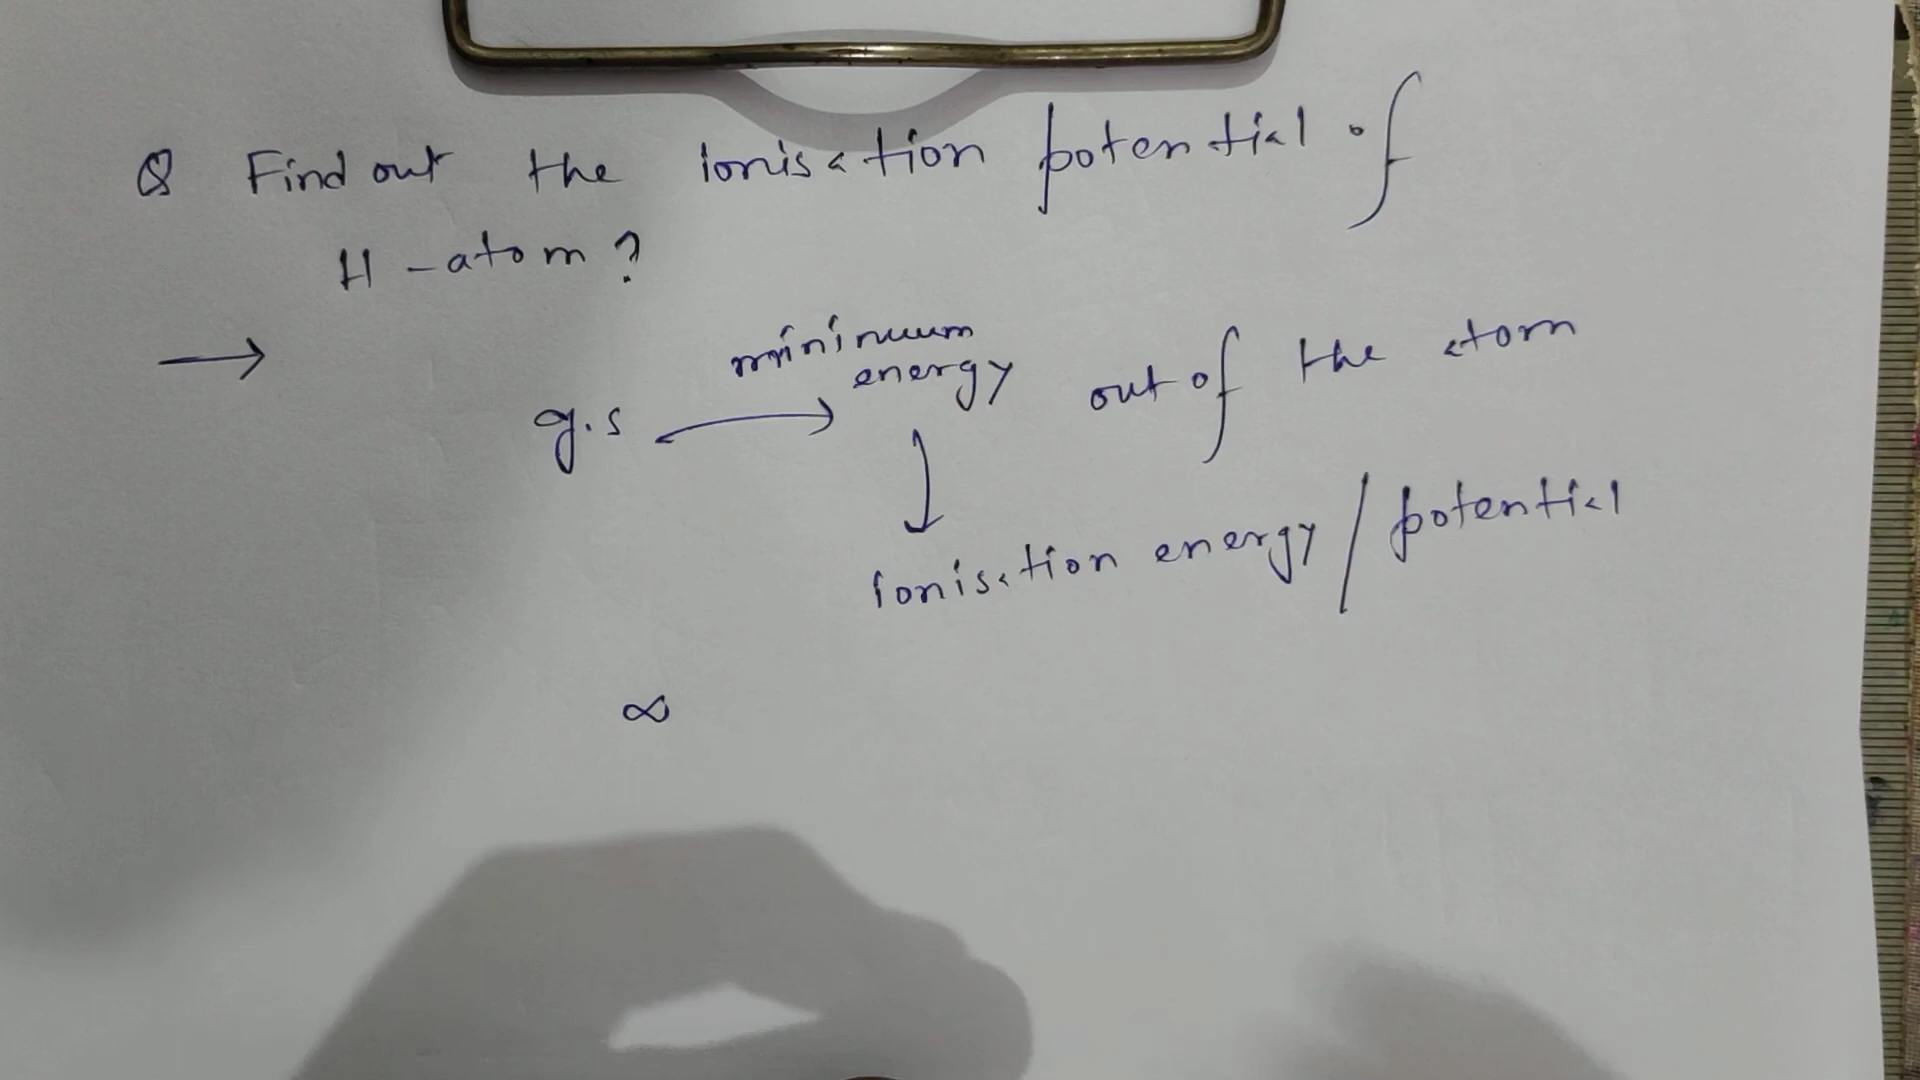 Q Find out the ionisation potential of
H-atom?
→ minimum
g.s → energy out of the atom
↓
ionisation energy / potential
∞